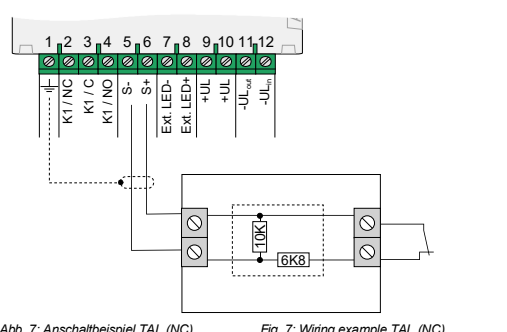 1 2 3 4 5 6 7 8 9 10 11 12
K1 / NC
K1 / C
K1 / NO
S-
S+
Ext. LED-
Ext. LED+
+UL
+UL
-ULout
-ULin
10K
6K8
Abb. 7: Anschaltbeispiel TAL (NC)
Fig. 7: Wiring example TAL (NC)